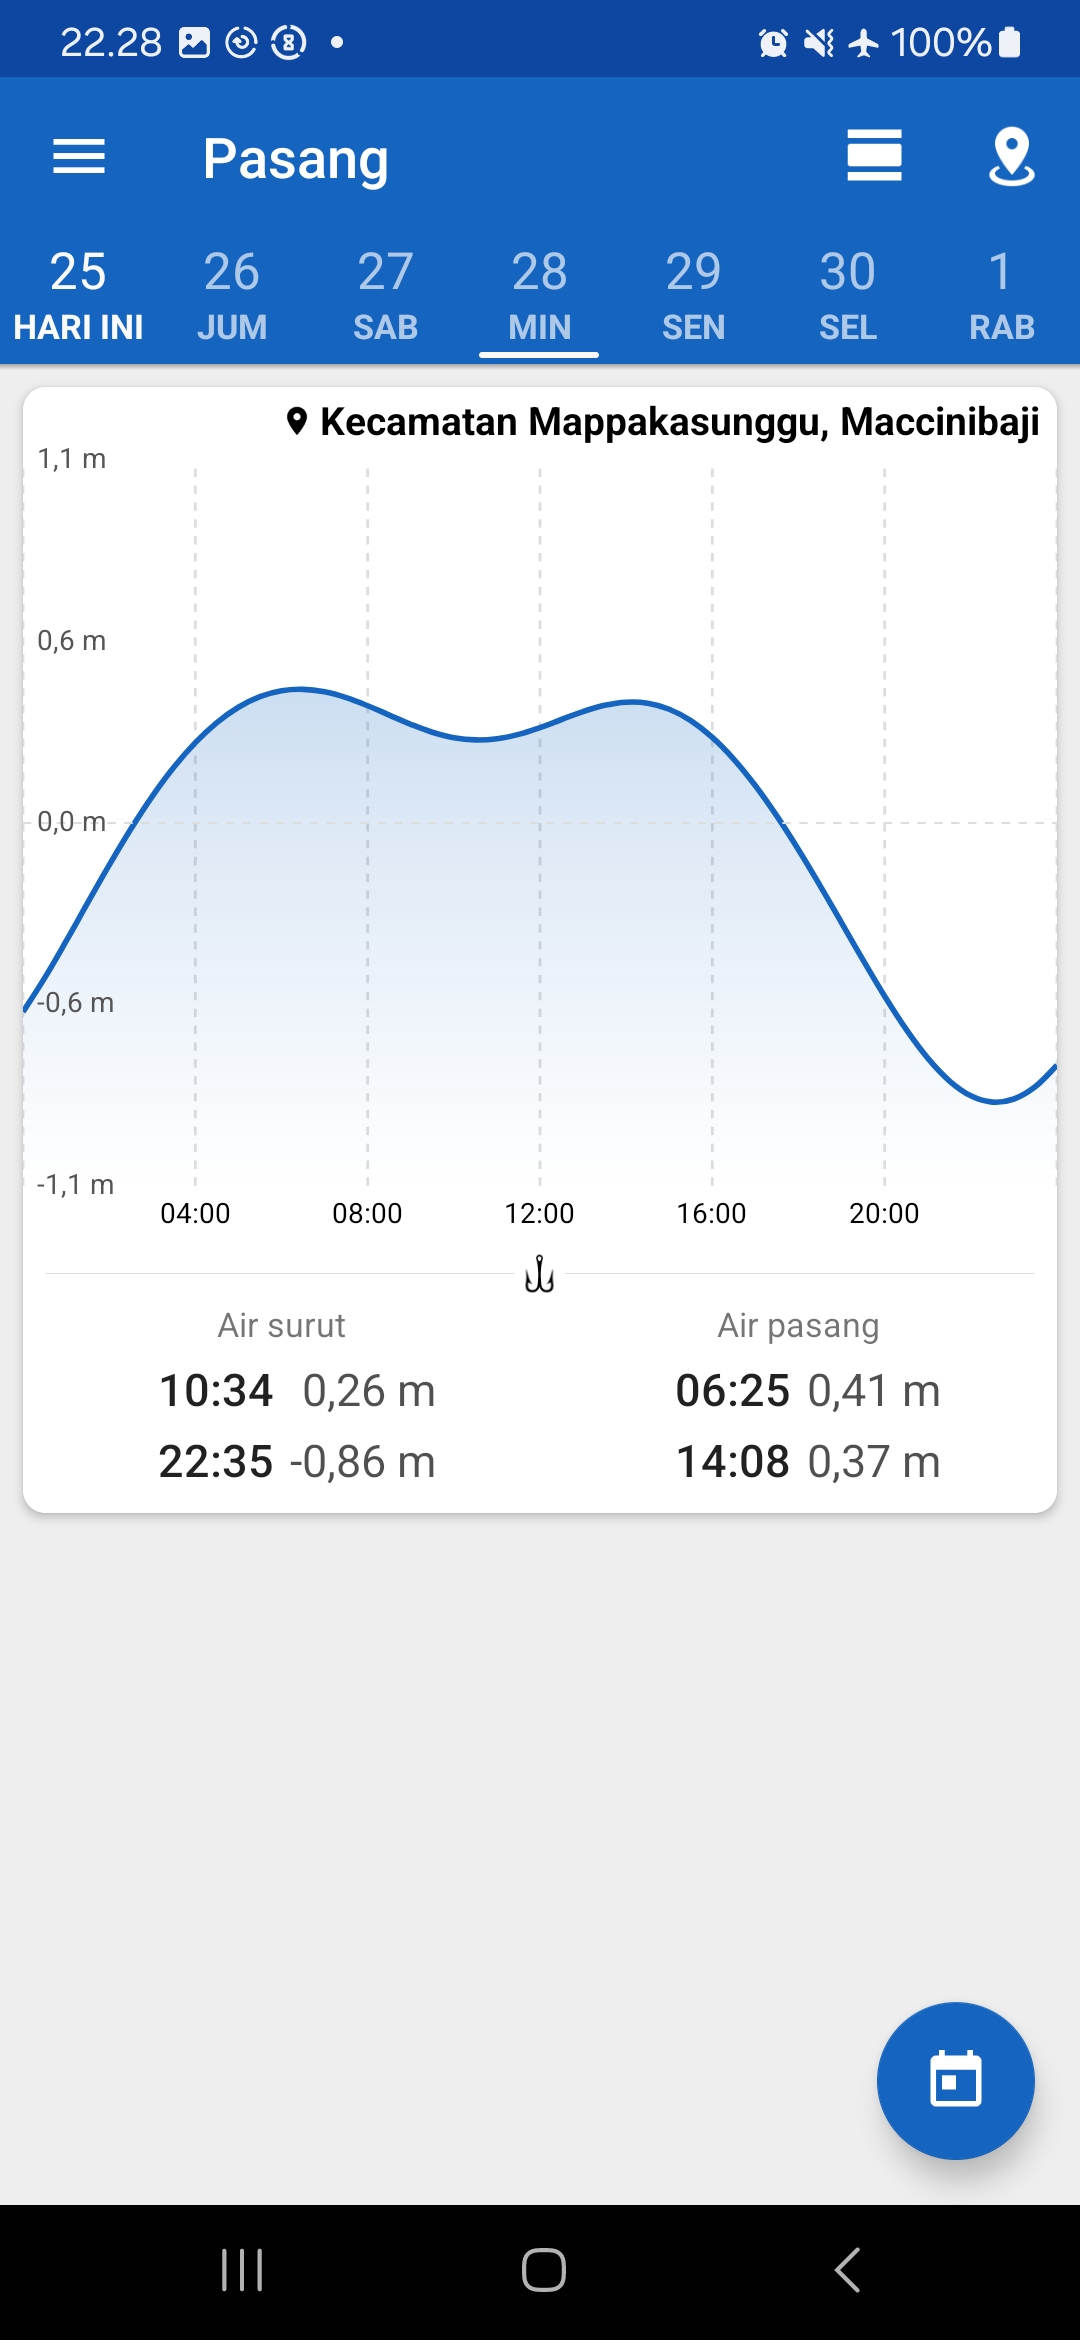 22.28 100%
Pasang
25 26 27 28 29 30 1
HARI INI JUM SAB MIN SEN SEL RAB
Kecamatan Mappakasunggu, Maccinibaji
1,1 m
0,6 m
0,0 m
-0,6 m
-1,1 m
04:00 08:00 12:00 16:00 20:00
Air surut Air pasang
10:34 0,26 m 06:25 0,41 m
22:35 -0,86 m 14:08 0,37 m